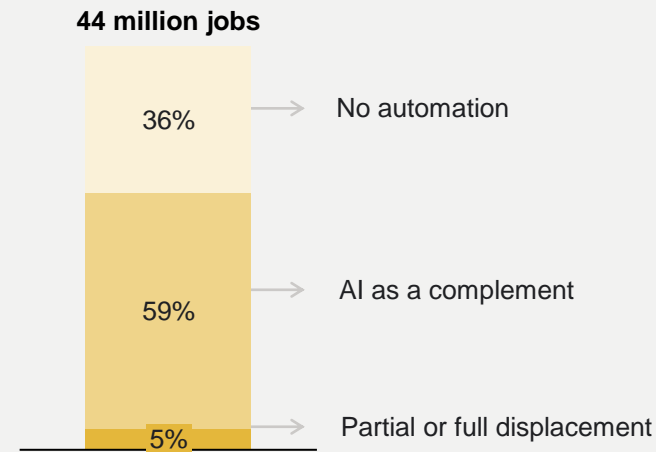 44 million jobs
36%
No automation
59%
AI as a complement
5%
Partial or full displacement